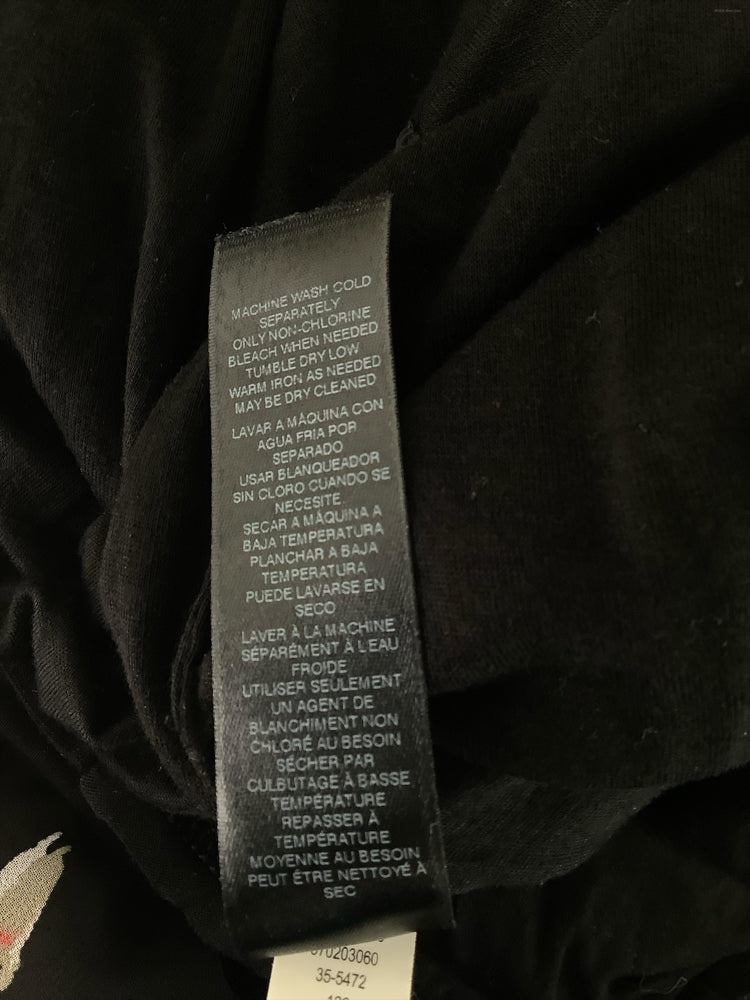 MACHINE WASH COLD
SEPARATELY
ONLY NON-CHLORINE
BLEACH WHEN NEEDED
TUMBLE DRY LOW
WARM IRON AS NEEDED
MAY BE DRY CLEANED
LAVAR A MÁQUINA CON
AGUA FRIA POR
SEPARADO
USAR BLANQUEADOR
SIN CLORO CUANDO SE
NECESITE
SECAR A MÁQUINA A
BAJA TEMPERATURA
PLANCHAR A BAJA
TEMPERATURA
PUEDE LAVARSE EN
SECO
LAVER À LA MACHINE
SÉPARÉMENT À L'EAU
FROIDE
UTILISER SEULEMENT
UN AGENT DE
BLANCHIMENT NON
CHLORÉ AU BESOIN
SÉCHER PAR
CULBUTAGE À BASSE
TEMPÉRATURE
REPASSER À
TEMPÉRATURE
MOYENNE AU BESOIN
PEUT ÊTRE NETTOYÉ À
SEC
070203060
35-5472